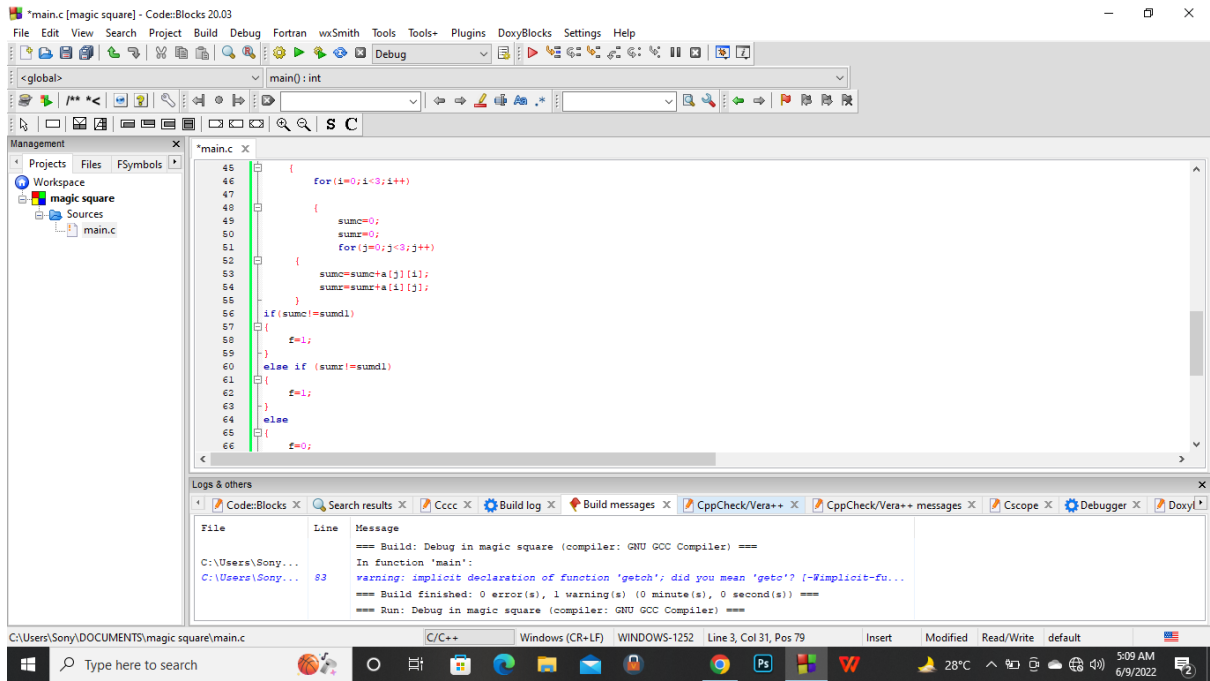 *main.c [magic square] - Code::Blocks 20.03
File Edit View Search Project Build Debug Fortran wxSmith Tools Tools+ Plugins DoxyBlocks Settings Help
Debug
<global> main() : int
/** *<
S C
Management
Projects Files FSymbols
Workspace
magic square
Sources
main.c
*main.c X
45 {
46 for(i=0;i<3;i++)
47
48 {
49 sumc=0;
50 sumr=0;
51 for(j=0;j<3;j++)
52 {
53 sumc=sumc+a[j][i];
54 sumr=sumr+a[i][j];
55 }
56 if(sumc!=sumd1)
57 {
58 f=1;
59 }
60 else if (sumr!=sumd1)
61 {
62 f=1;
63 }
64 else
65 {
66 f=0;
Logs & others
Code::Blocks X Search results X Cccc X Build log X Build messages X CppCheck/Vera++ X CppCheck/Vera++ messages X Cscope X Debugger X Doxyl
File Line Message
=== Build: Debug in magic square (compiler: GNU GCC Compiler) ===
C:\Users\Sony... In function 'main':
C:\Users\Sony... 83 warning: implicit declaration of function 'getch'; did you mean 'getc'? [-Wimplicit-fu...
=== Build finished: 0 error(s), 1 warning(s) (0 minute(s), 0 second(s)) ===
=== Run: Debug in magic square (compiler: GNU GCC Compiler) ===
C:\Users\Sony\DOCUMENTS\magic square\main.c C/C++ Windows (CR+LF) WINDOWS-1252 Line 3, Col 31, Pos 79 Insert Modified Read/Write default
Type here to search Ps 28°C 5:09 AM
6/9/2022